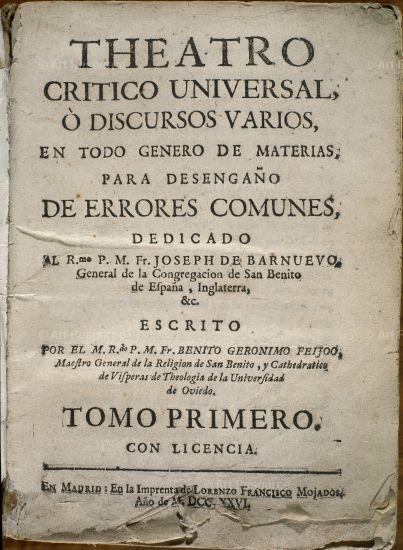 THEATRO
CRITICO UNIVERSAL,
Ò DISCURSOS VARIOS,
EN TODO GENERO DE MATERIAS,
PARA DESENGAÑO
DE ERRORES COMUNES,
DEDICADO
AL R.mo P. M. Fr. JOSEPH DE BARNUEVO,
General de la Congregacion de San Benito
de España, Inglaterra,
&c.
ESCRITO
POR EL M. R.do P. M. Fr. BENITO GERONIMO FEIJOO,
Maestro General de la Religion de San Benito, y Cathedratico
de Visperas de Theologia de la Universidad
de Oviedo.
TOMO PRIMERO.
CON LICENCIA.
EN MADRID: En la Imprenta de LORENZO FRANCISCO MOJADOS,
Año de M. DCC. XXVI.